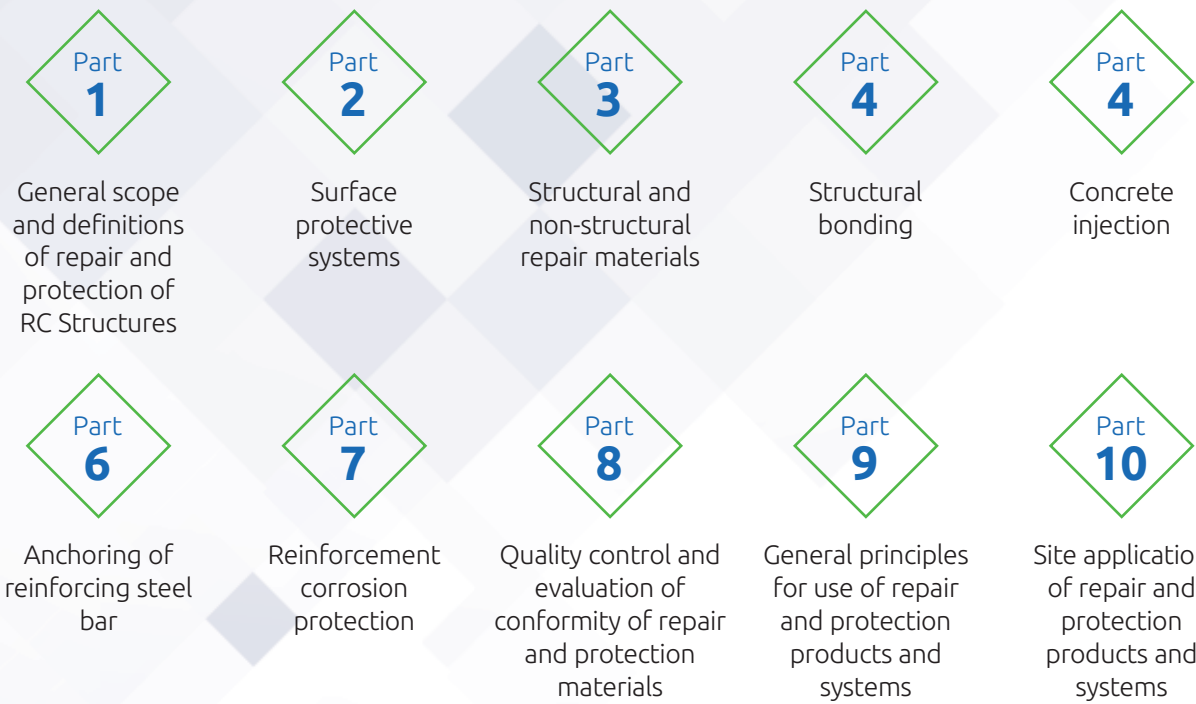 Part
1
General scope
and definitions
of repair and
protection of
RC Structures
Part
2
Surface
protective
systems
Part
3
Structural and
non-structural
repair materials
Part
4
Structural
bonding
Part
4
Concrete
injection
Part
6
Anchoring of
reinforcing steel
bar
Part
7
Reinforcement
corrosion
protection
Part
8
Quality control and
evaluation of
conformity of repair
and protection
materials
Part
9
General principles
for use of repair
and protection
products and
systems
Part
10
Site applicatio
of repair and
protection
products and
systems